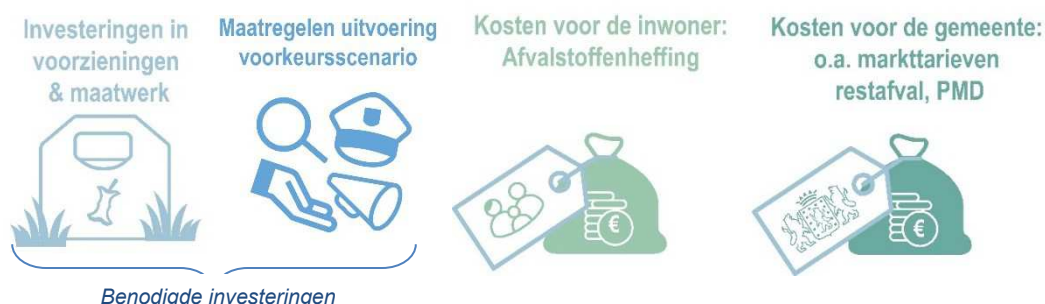 Investeringen in
voorzieningen
& maatwerk
Maatregelen uitvoering
voorkeursscenario
Kosten voor de inwoner:
Afvalstoffenheffing
Kosten voor de gemeente:
o.a. markttarieven
restafval, PMD
€
€
Benodigde investeringen